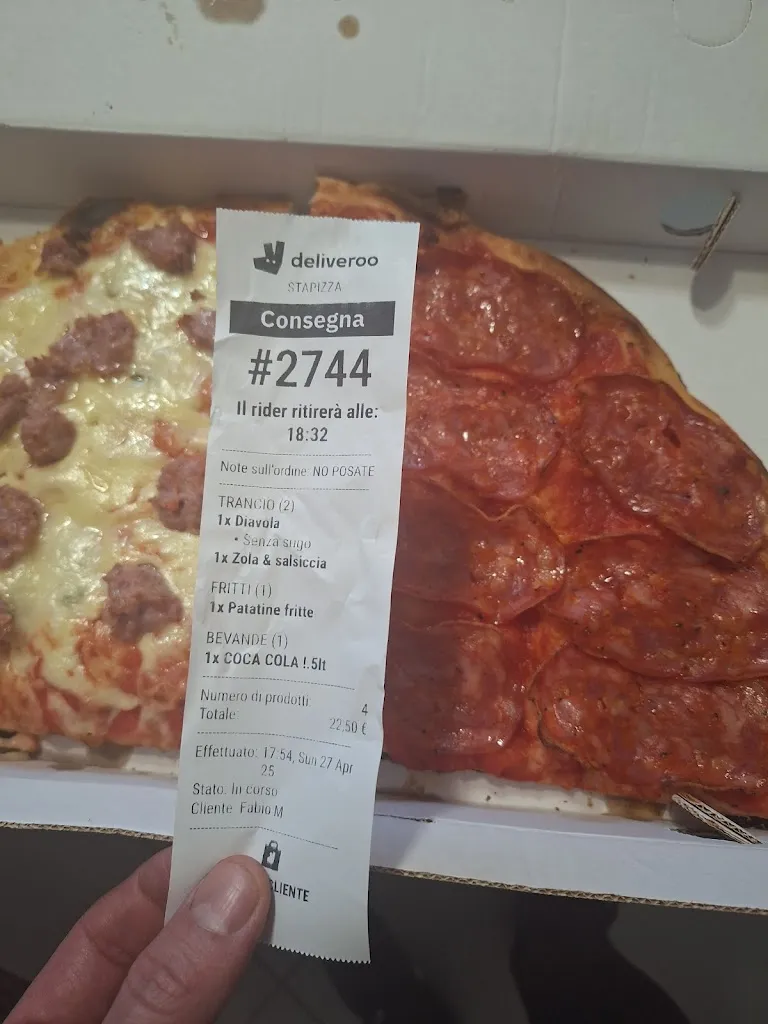 deliveroo
STAPIZZA
Consegna
#2744
Il rider ritirerà alle:
18:32
Note sull'ordine: NO POSATE
TRANCIO (2)
1x Diavola
• Senza sugo
1x Zola & salsiccia
FRITTI (1)
1x Patatine fritte
BEVANDE (1)
1x COCA COLA !.5lt
Numero di prodotti: 4
Totale: 22,50 €
Effettuato: 17:54, Sun 27 Apr
25
Stato: In corso
Cliente: Fabio M
CLIENTE